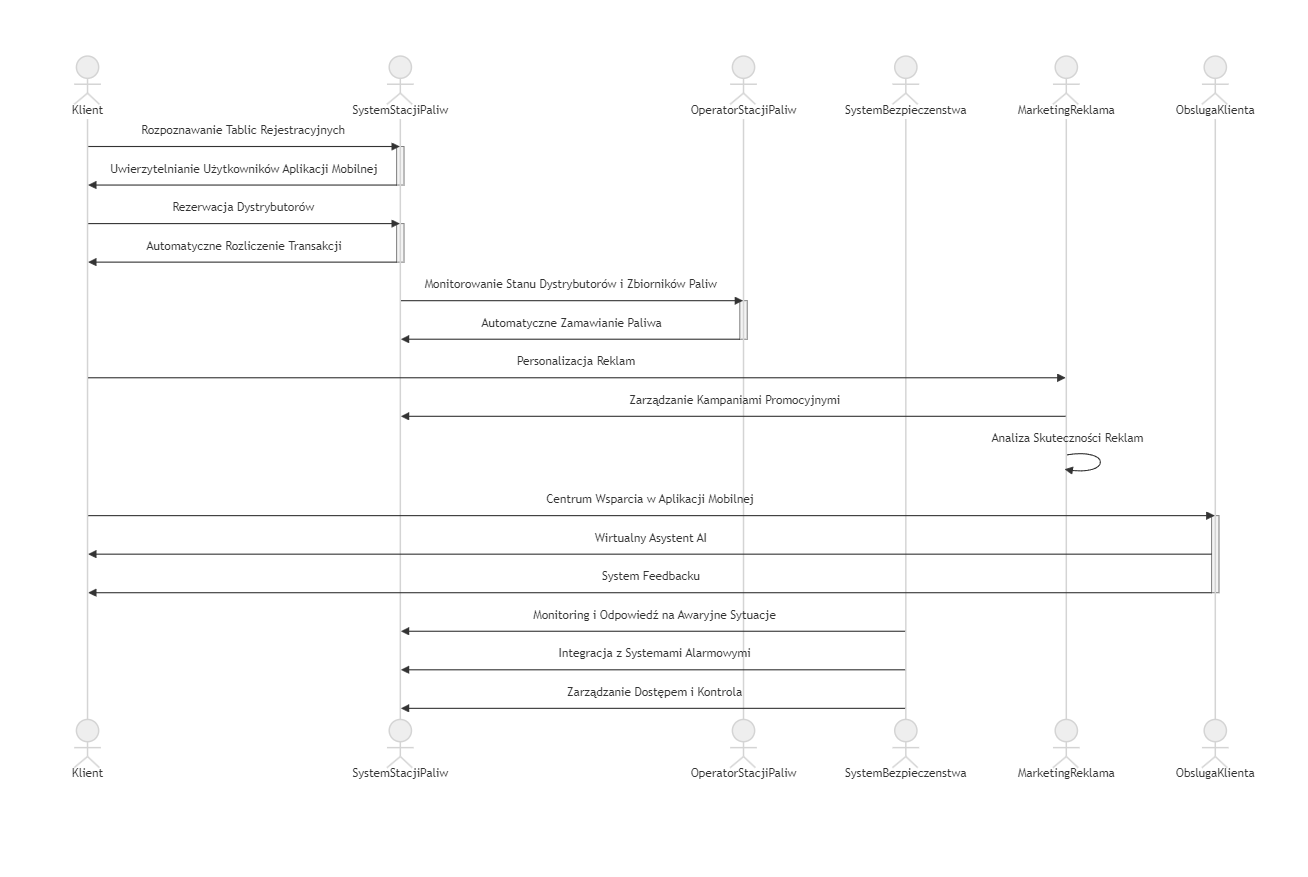 Klient
SystemStacjiPaliw
OperatorStacjiPaliw
SystemBezpieczenstwa
MarketingReklama
ObslugaKlienta
Rozpoznawanie Tablic Rejestracyjnych
Uwierzytelnianie Użytkowników Aplikacji Mobilnej
Rezerwacja Dystrybutorów
Automatyczne Rozliczenie Transakcji
Monitorowanie Stanu Dystrybutorów i Zbiorników Paliw
Automatyczne Zamawianie Paliwa
Personalizacja Reklam
Zarządzanie Kampaniami Promocyjnymi
Analiza Skuteczności Reklam
Centrum Wsparcia w Aplikacji Mobilnej
Wirtualny Asystent AI
System Feedbacku
Monitoring i Odpowiedź na Awaryjne Sytuacje
Integracja z Systemami Alarmowymi
Zarządzanie Dostępem i Kontrola
Klient
SystemStacjiPaliw
OperatorStacjiPaliw
SystemBezpieczenstwa
MarketingReklama
ObslugaKlienta